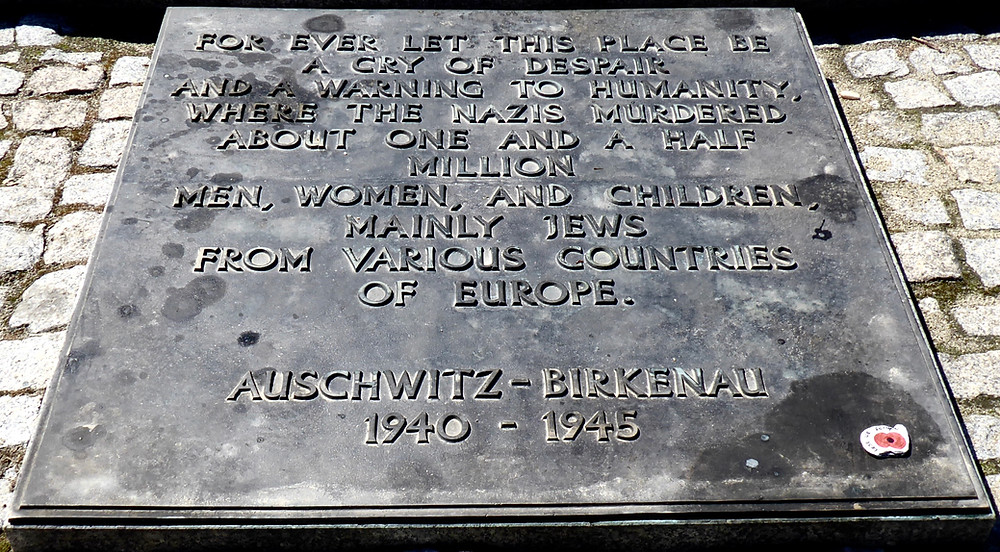 FOR EVER LET THIS PLACE BE
A CRY OF DESPAIR
AND A WARNING TO HUMANITY,
WHERE THE NAZIS MURDERED
ABOUT ONE AND A HALF
MILLION
MEN, WOMEN, AND CHILDREN,
MAINLY JEWS
FROM VARIOUS COUNTRIES
OF EUROPE.
AUSCHWITZ - BIRKENAU
1940 - 1945